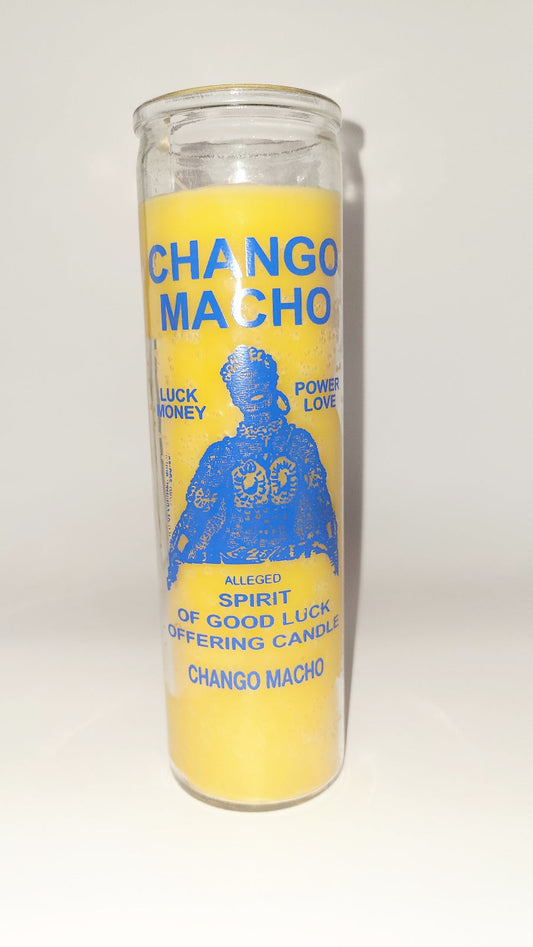 CHANGO
MACHO
LUCK
MONEY
POWER
LOVE
ALLEGED
SPIRIT
OF GOOD LUCK
OFFERING CANDLE
CHANGO MACHO